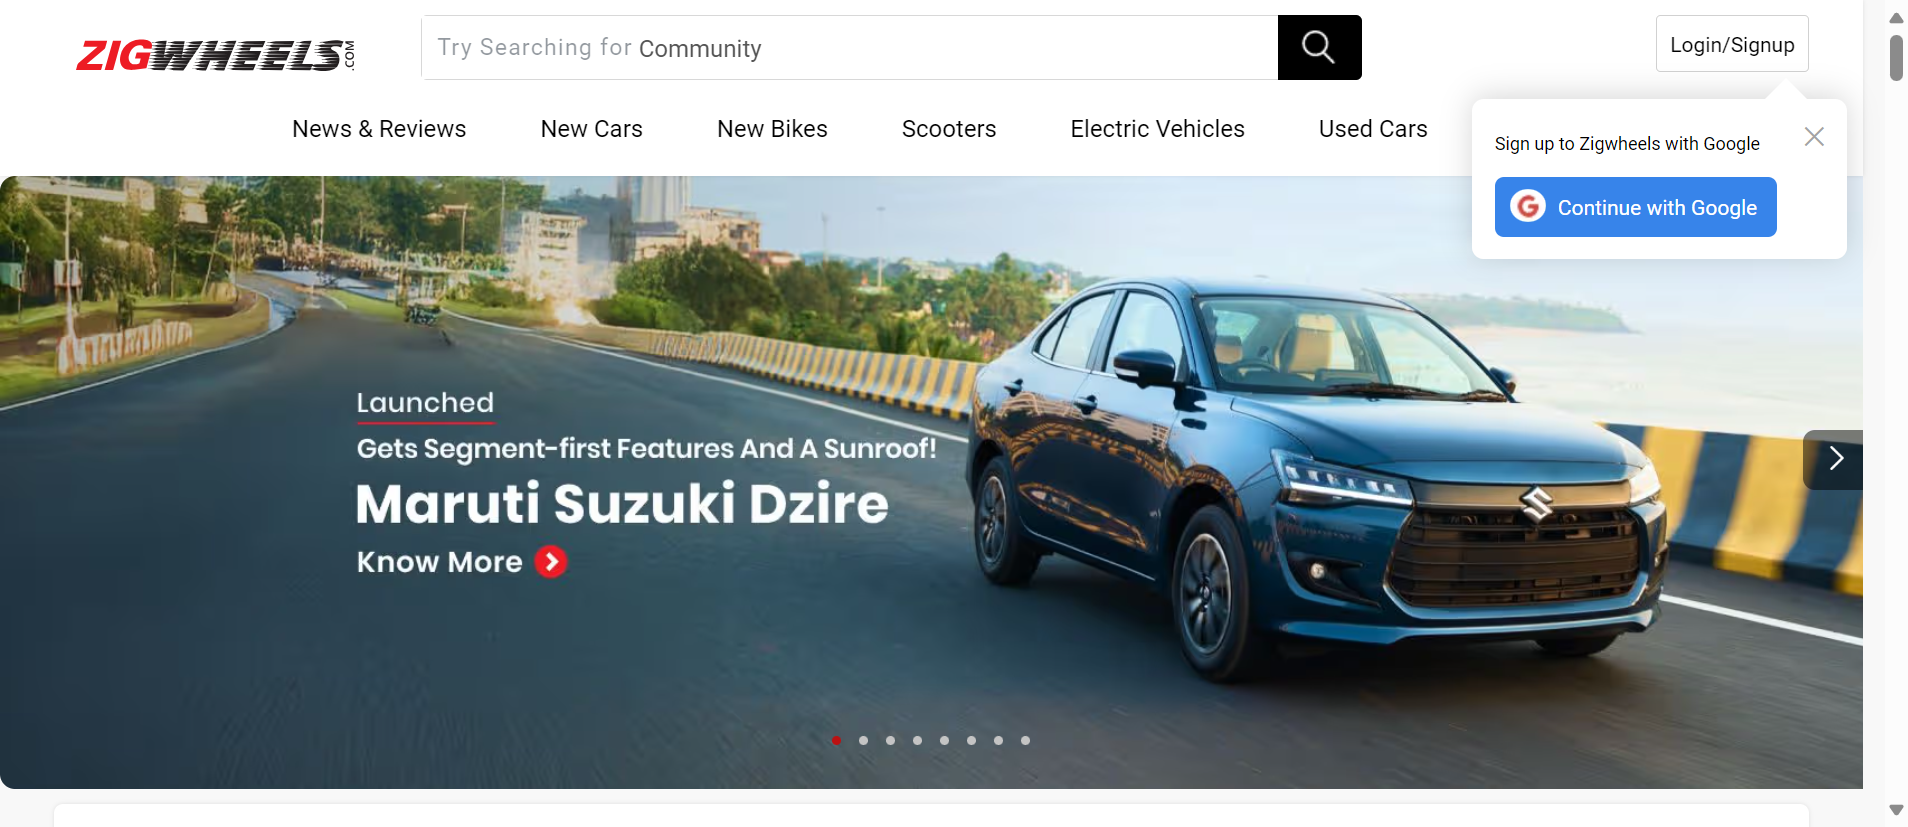 ZIGWHEELS.COM
Try Searching for Community
Login/Signup
News & Reviews
New Cars
New Bikes
Scooters
Electric Vehicles
Used Cars
Sign up to Zigwheels with Google
G Continue with Google
Launched
Gets Segment-first Features And A Sunroof!
Maruti Suzuki Dzire
Know More